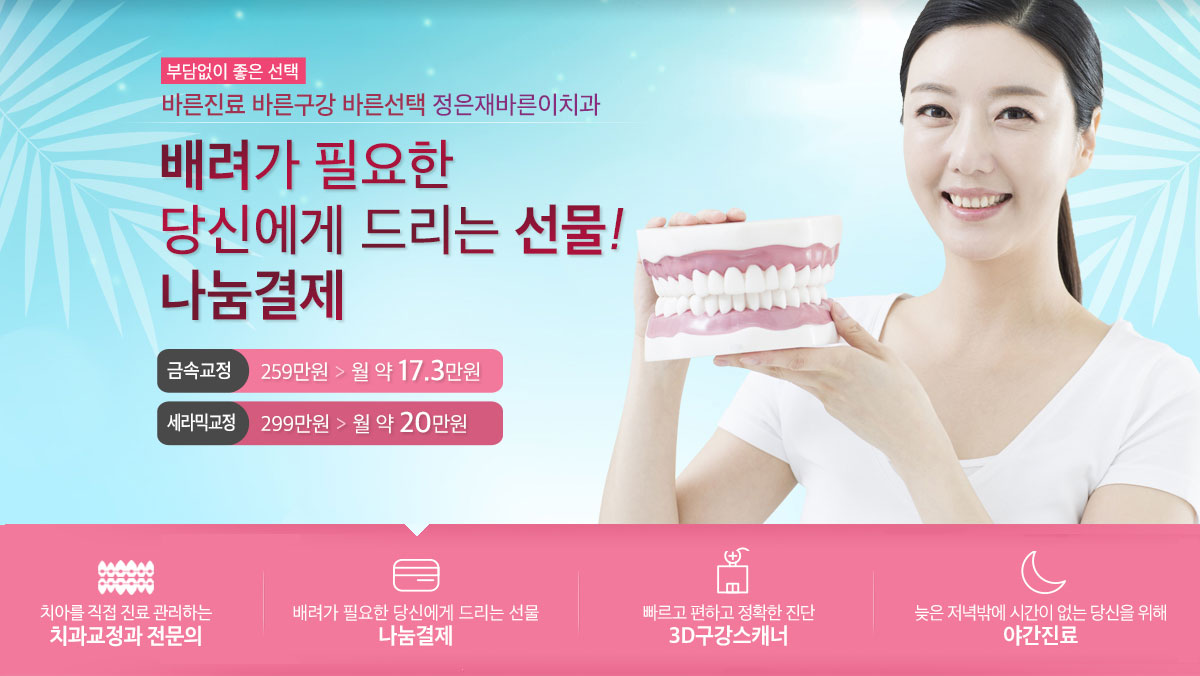 부담없이 좋은 선택
바른진료 바른구강 바른선택 정은재바른이치과
배려가 필요한
당신에게 드리는 선물!
나눔결제
금속교정 259만원 > 월 약 17.3만원
세라믹교정 299만원 > 월 약 20만원
치아를 직접 진료 관리하는
치과교정과 전문의
배려가 필요한 당신에게 드리는 선물
나눔결제
빠르고 편하고 정확한 진단
3D구강스캐너
늦은 저녁밖에 시간이 없는 당신을 위해
야간진료